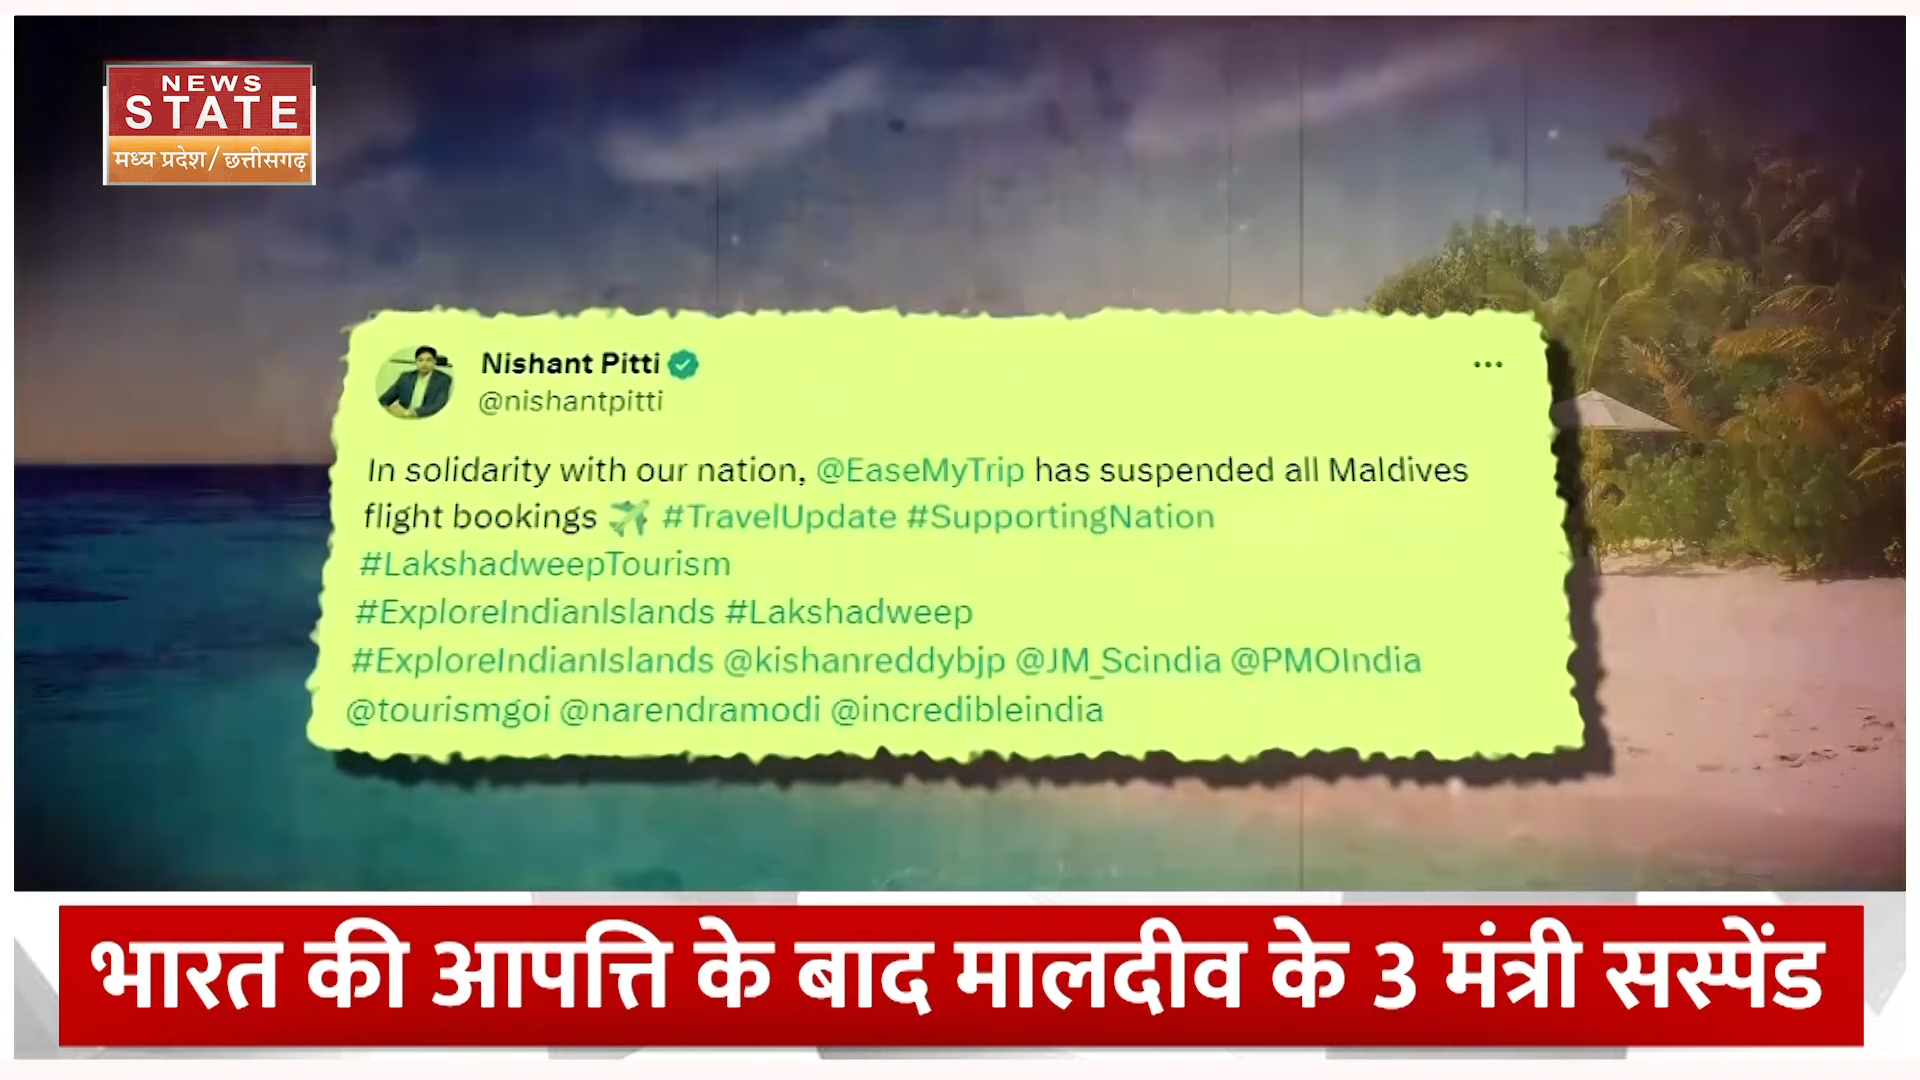 NEWS
STATE
मध्य प्रदेश/छत्तीसगढ़
Nishant Pitti
@nishantpitti
In solidarity with our nation, @EaseMyTrip has suspended all Maldives
flight bookings ✈️ #TravelUpdate #SupportingNation
#LakshadweepTourism
#ExploreIndianIslands #Lakshadweep
#ExploreIndianIslands @kishanreddybjp @JM_Scindia @PMOIndia
@tourismgoi @narendramodi @incredibleindia
भारत की आपत्ति के बाद मालदीव के 3 मंत्री सस्पेंड